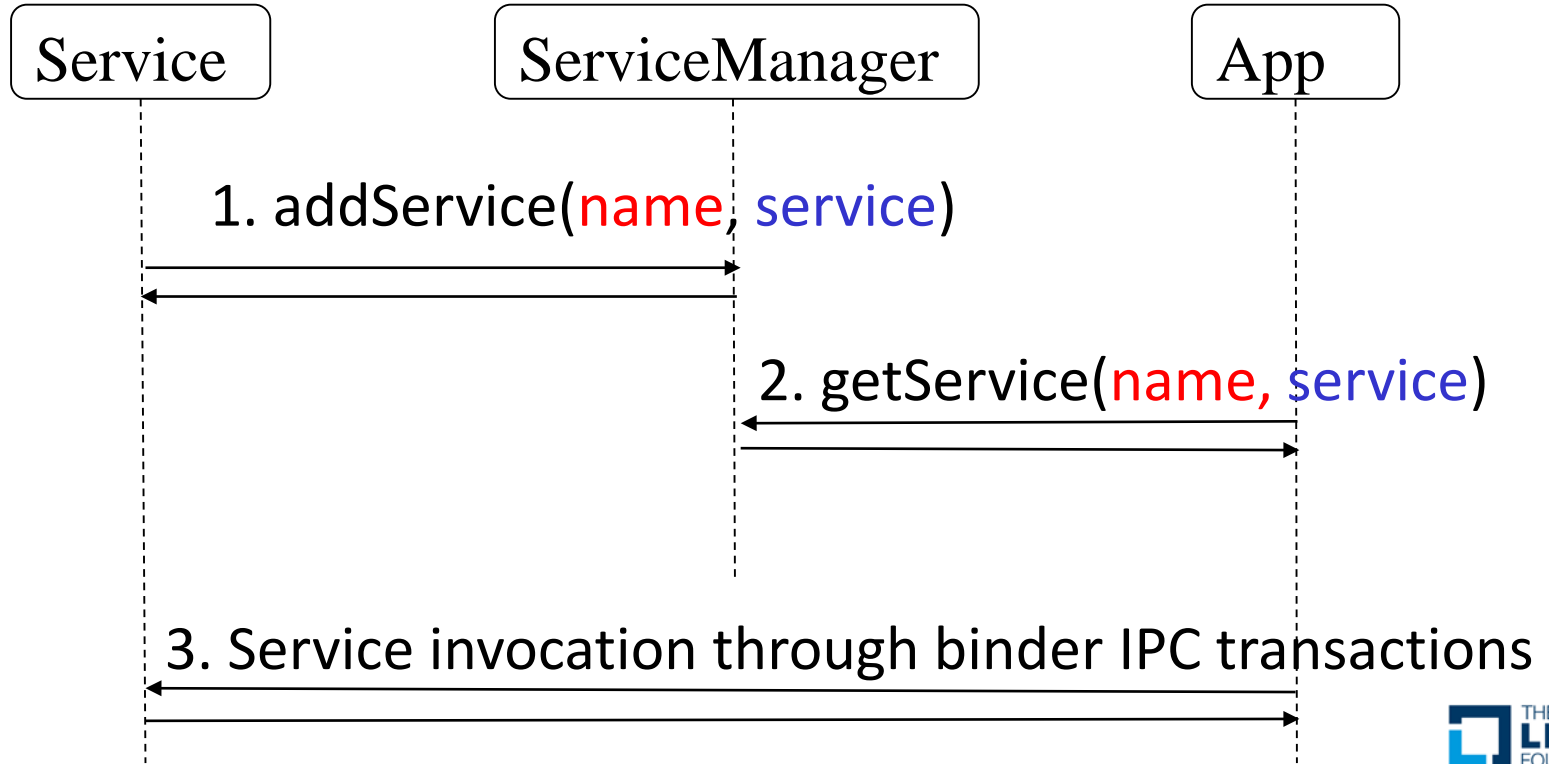 Service
ServiceManager
App
1. addService(name, service)
2. getService(name, service)
3. Service invocation through binder IPC transactions